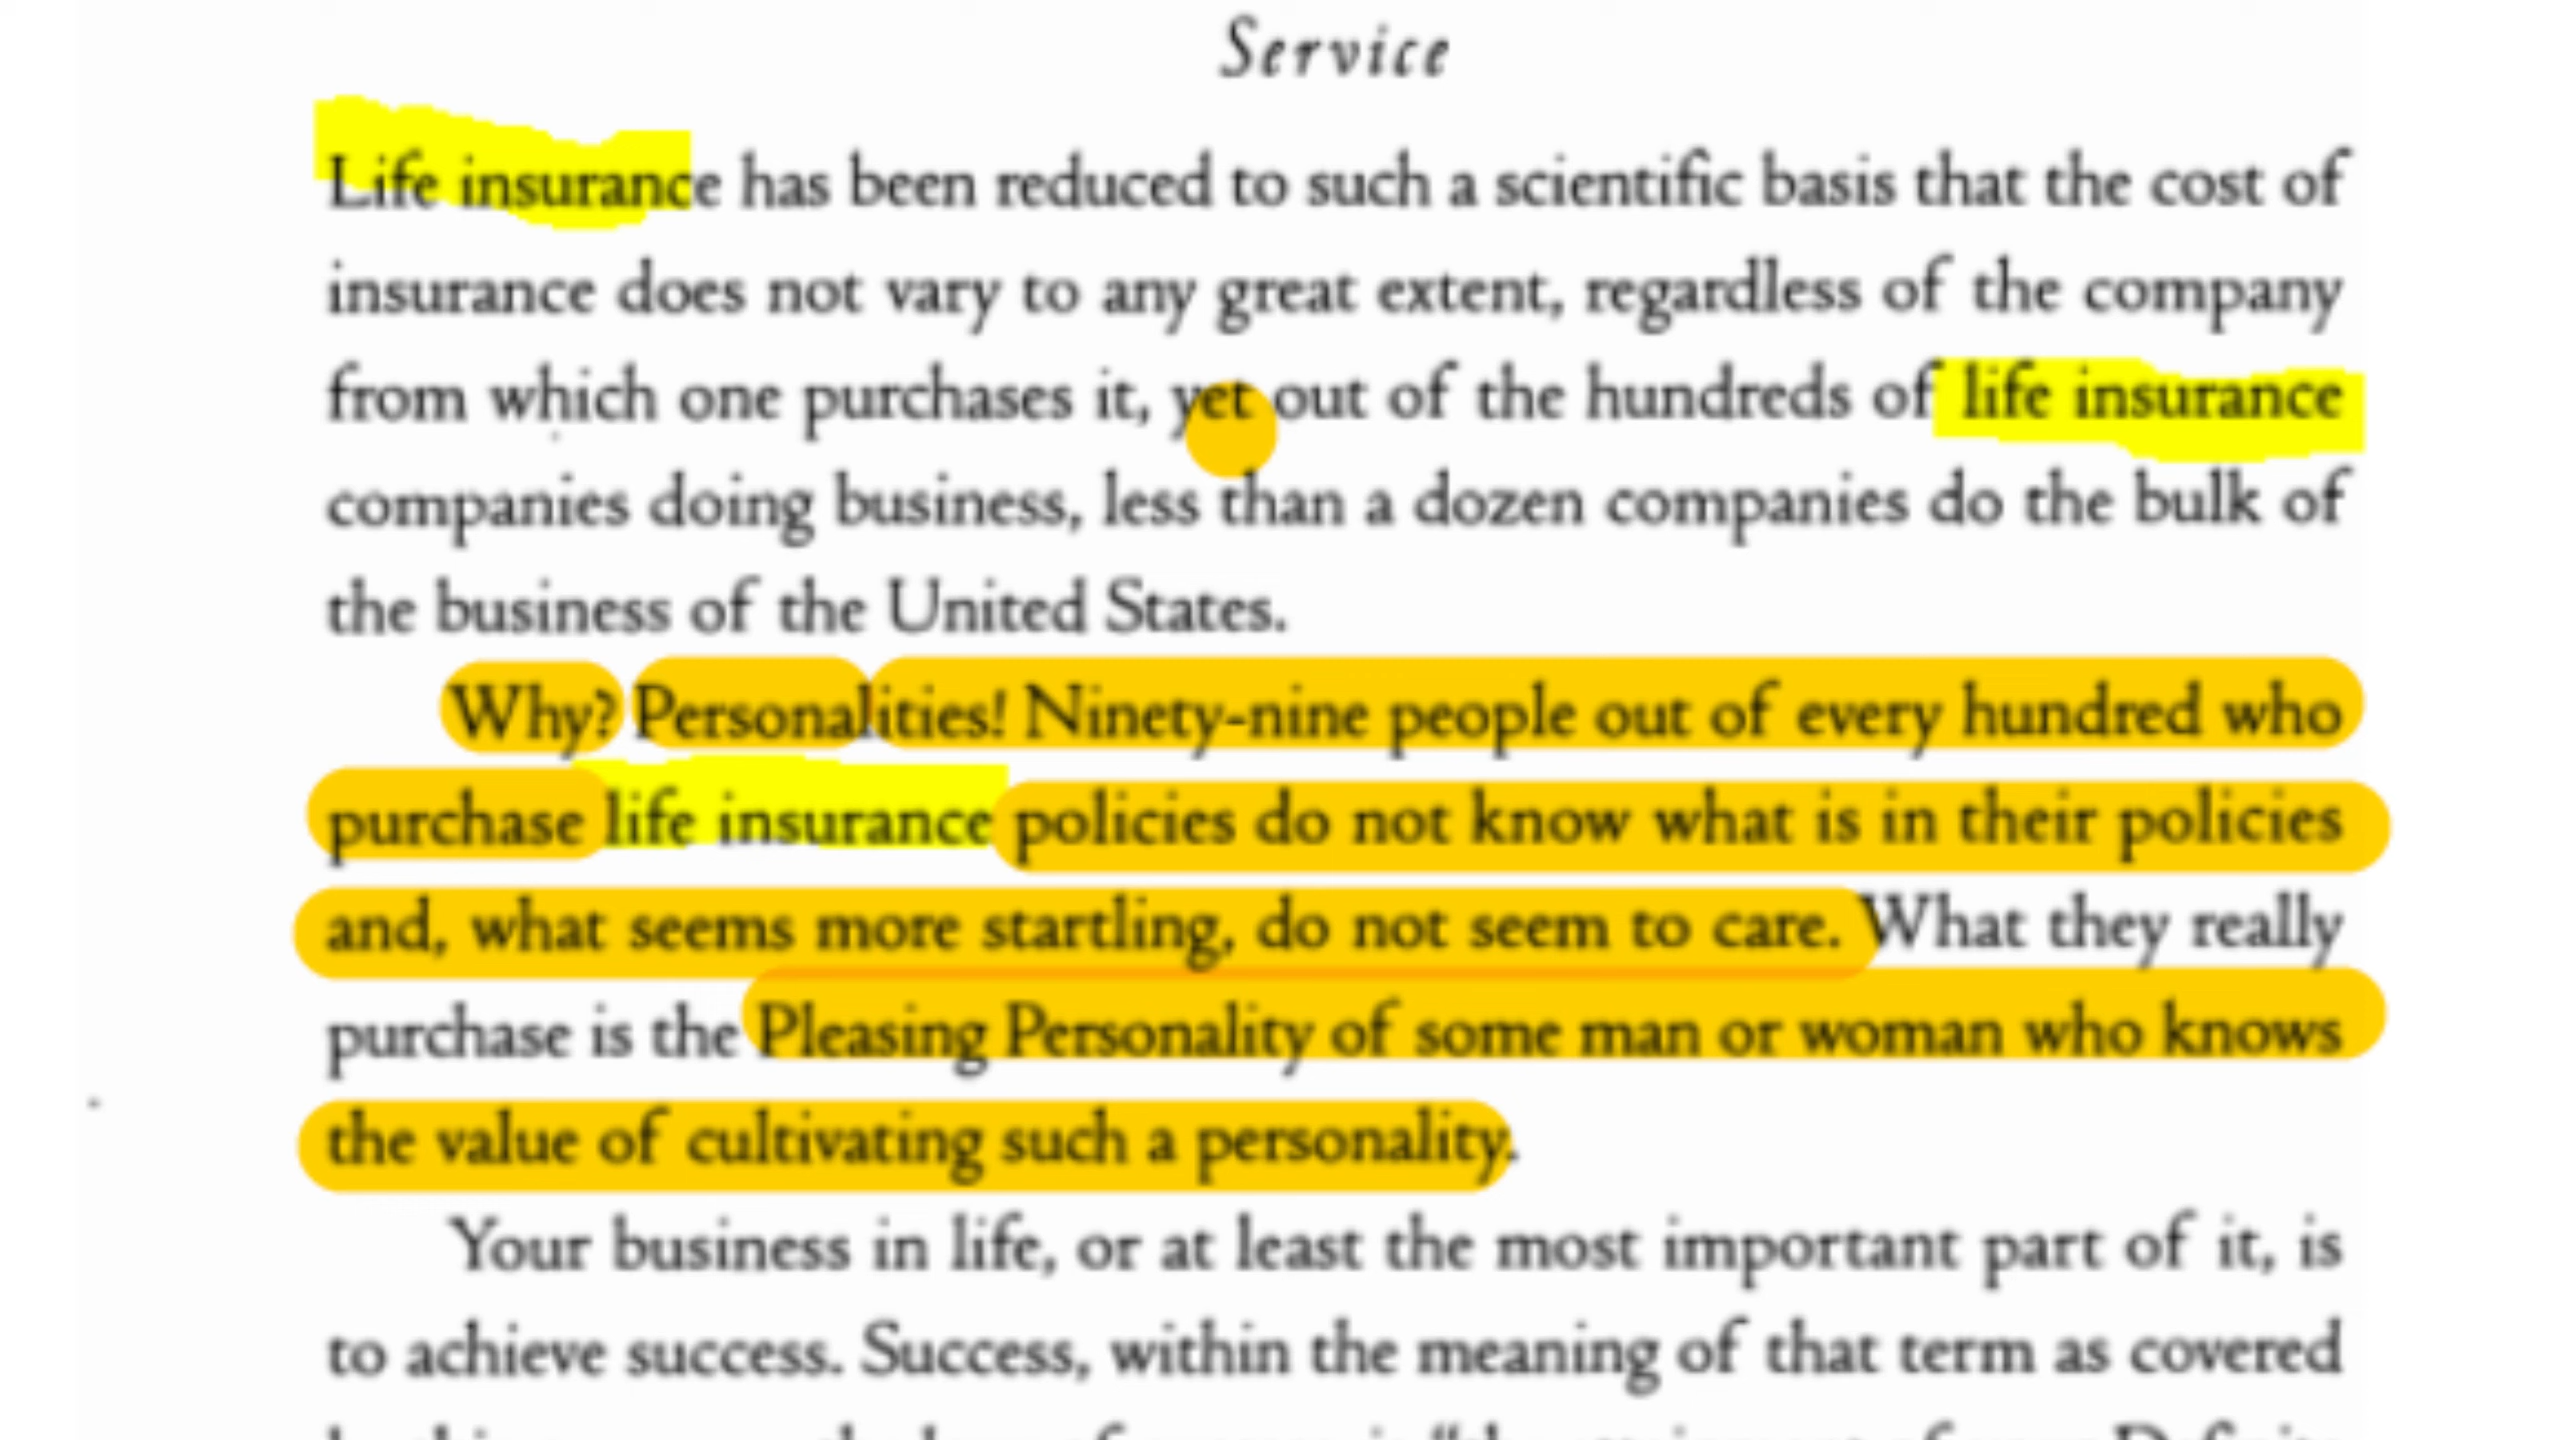 Service
Life insurance has been reduced to such a scientific basis that the cost of
insurance does not vary to any great extent, regardless of the company
from which one purchases it, yet out of the hundreds of life insurance
companies doing business, less than a dozen companies do the bulk of
the business of the United States.
Why? Personalities! Ninety-nine people out of every hundred who
purchase life insurance policies do not know what is in their policies
and, what seems more startling, do not seem to care. What they really
purchase is the Pleasing Personality of some man or woman who knows
the value of cultivating such a personality.
Your business in life, or at least the most important part of it, is
to achieve success. Success, within the meaning of that term as covered